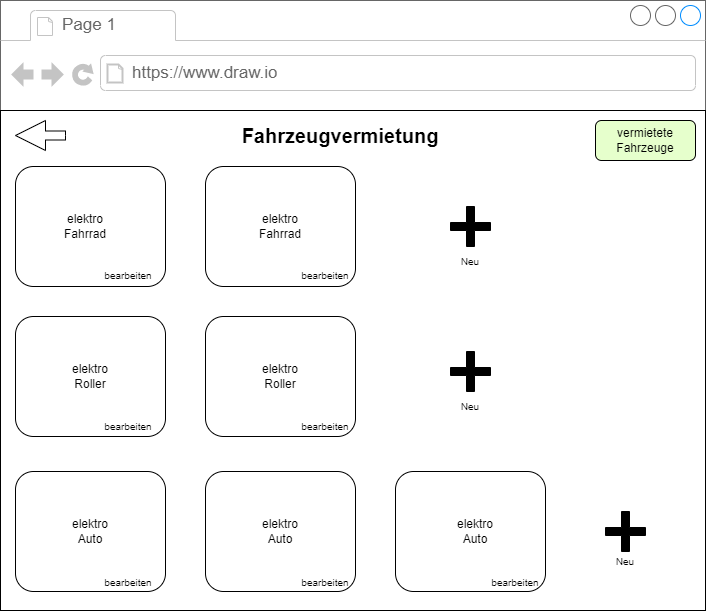 Page 1
https://www.draw.io
Fahrzeugvermietung
vermietete
Fahrzeuge
elektro
Fahrrad
bearbeiten
elektro
Fahrrad
bearbeiten
Neu
elektro
Roller
bearbeiten
elektro
Roller
bearbeiten
Neu
elektro
Auto
bearbeiten
elektro
Auto
bearbeiten
elektro
Auto
bearbeiten
Neu